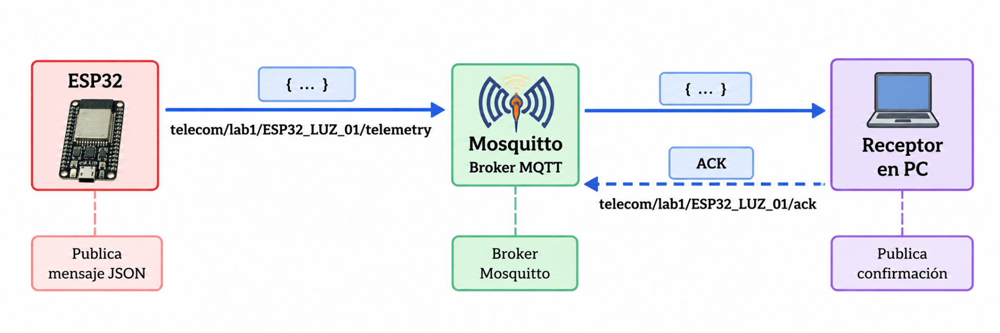 ESP32
{ ... }
telecom/lab1/ESP32_LUZ_01/telemetry
Mosquitto
Broker MQTT
{ ... }
ACK
telecom/lab1/ESP32_LUZ_01/ack
Receptor
en PC
Publica
mensaje JSON
Broker
Mosquitto
Publica
confirmación